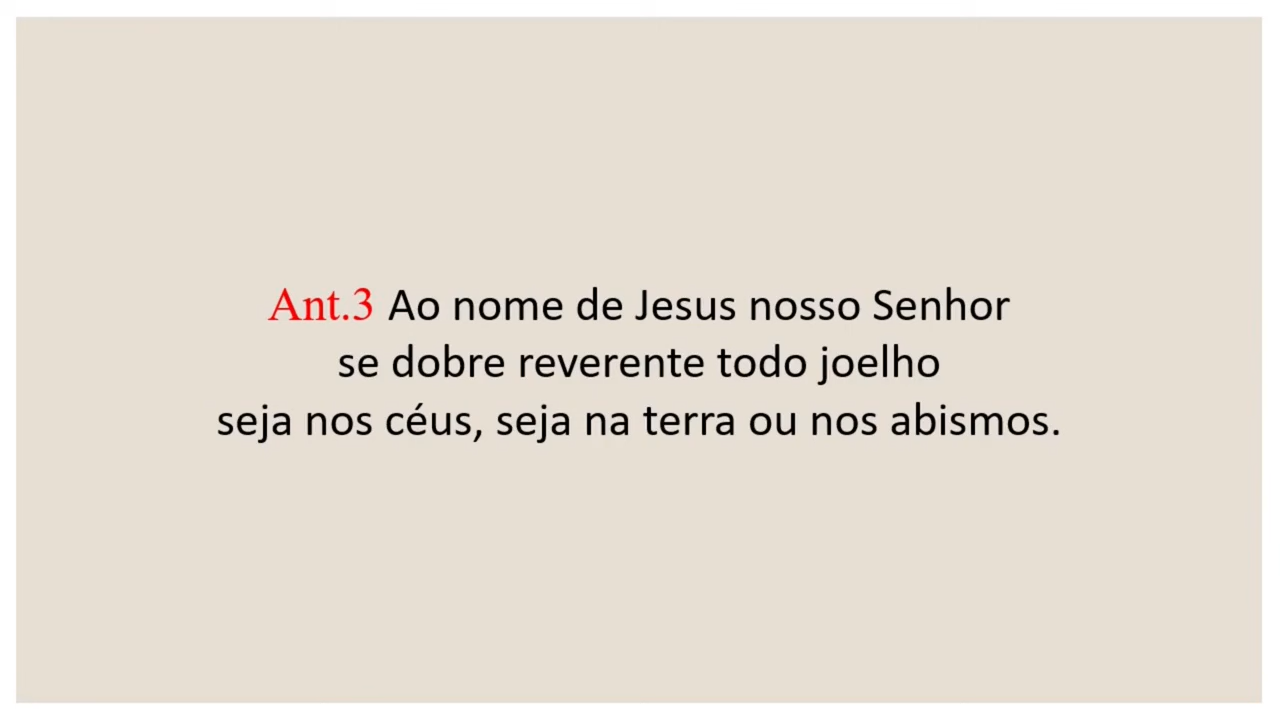 Ant.3 Ao nome de Jesus nosso Senhor
se dobre reverente todo joelho
seja nos céus, seja na terra ou nos abismos.